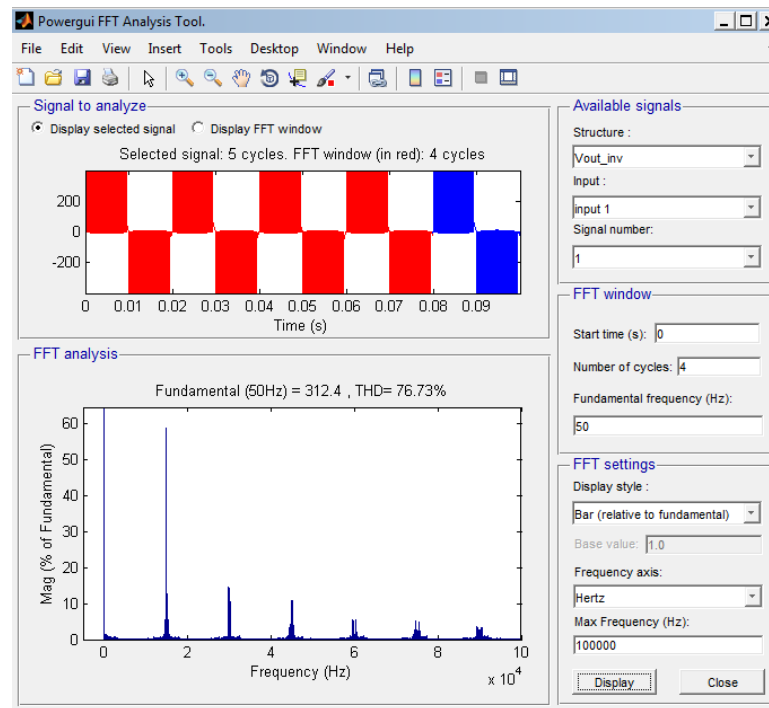 Powergui FFT Analysis Tool.
File Edit View Insert Tools Desktop Window Help
Signal to analyze
Display selected signal Display FFT window
Selected signal: 5 cycles. FFT window (in red): 4 cycles
200
0
-200
0 0.01 0.02 0.03 0.04 0.05 0.06 0.07 0.08 0.09
Time (s)
FFT analysis
Fundamental (50Hz) = 312.4 , THD= 76.73%
60
50
40
30
20
10
0
Mag (% of Fundamental)
0 2 4 6 8 10
Frequency (Hz)
x 10^4
Available signals
Structure :
Vout_inv
Input :
input 1
Signal number:
1
FFT window
Start time (s): 0
Number of cycles: 4
Fundamental frequency (Hz):
50
FFT settings
Display style :
Bar (relative to fundamental)
Base value: 1.0
Frequency axis:
Hertz
Max Frequency (Hz):
100000
Display Close